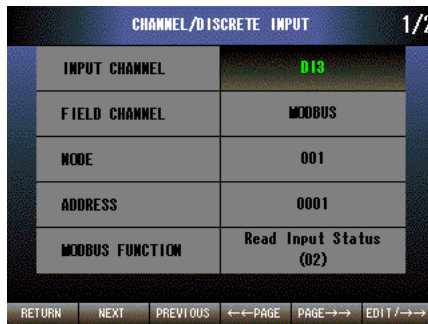 CHANNEL/DISCRETE INPUT
1/2
INPUT CHANNEL
DI3
FIELD CHANNEL
MODBUS
NODE
001
ADDRESS
0001
MODBUS FUNCTION
Read Input Status
(02)
RETURN NEXT PREVIOUS ←←PAGE PAGE→→ EDIT/→→